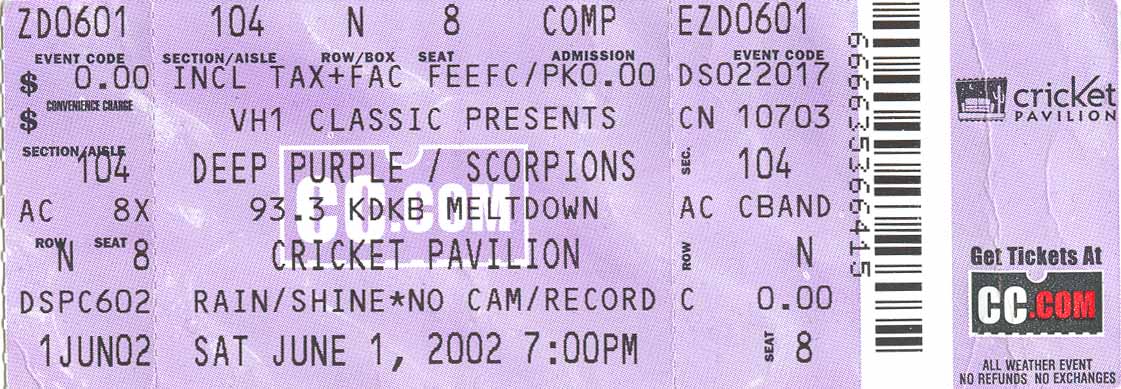 ZD0601 104 N 8 COMP EZD0601
EVENT CODE SECTION/AISLE ROW/BOX SEAT ADMISSION EVENT CODE
$ 0.00 INCL TAX+FAC FEEFC/PK0.00 DS022017
CONVENIENCE CHARGE
$ VH1 CLASSIC PRESENTS CN 10703
SECTION/AISLE
104 DEEP PURPLE / SCORPIONS SEC. 104
CC.COM
AC 8X 93.3 KDKB MELTDOWN AC CBAND
ROW SEAT
N 8 CRICKET PAVILION ROW N
DSPC602 RAIN/SHINE*NO CAM/RECORD C 0.00
1JUN02 SAT JUNE 1, 2002 7:00PM SEAT 8
cricket
PAVILION
Get Tickets At
CC.COM
ALL WEATHER EVENT
NO REFUNDS NO EXCHANGES